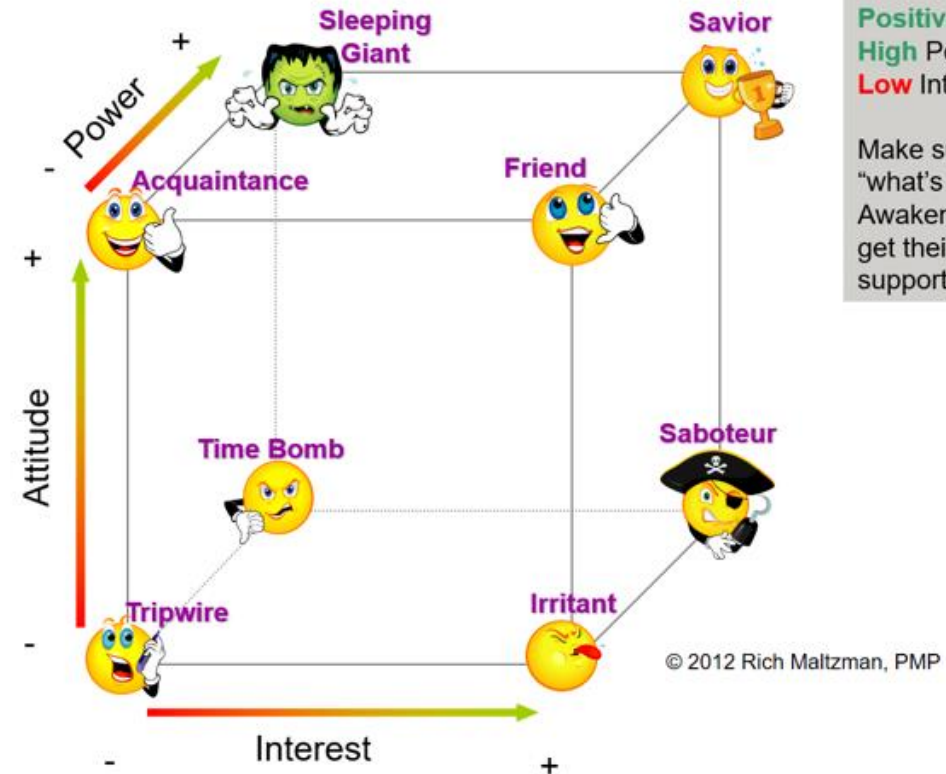 Sleeping
Giant
Savior
Positiv
High Po
Low Int
Make s
"what's
Awaken
get thei
support
+
Power
-
Acquaintance
Friend
+
Attitude
Time Bomb
Saboteur
Tripwire
Irritant
-
© 2012 Rich Maltzman, PMP
Interest
-
+
1